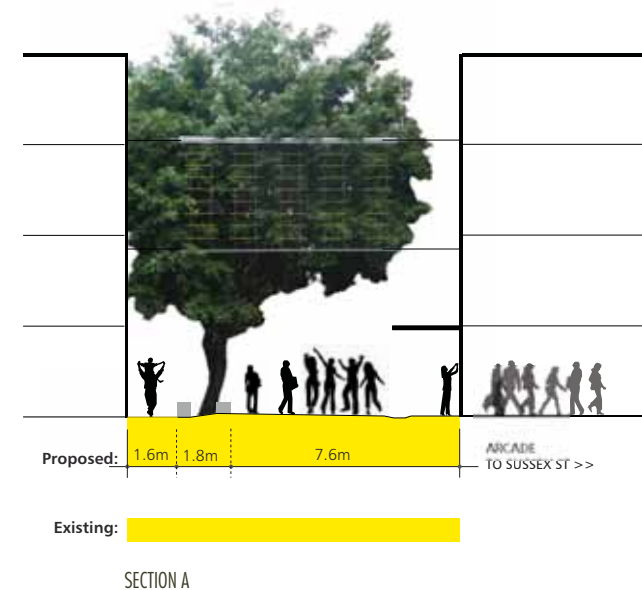 Proposed: 1.6m 1.8m 7.6m
ARCADE
TO SUSSEX ST >>
Existing:
SECTION A